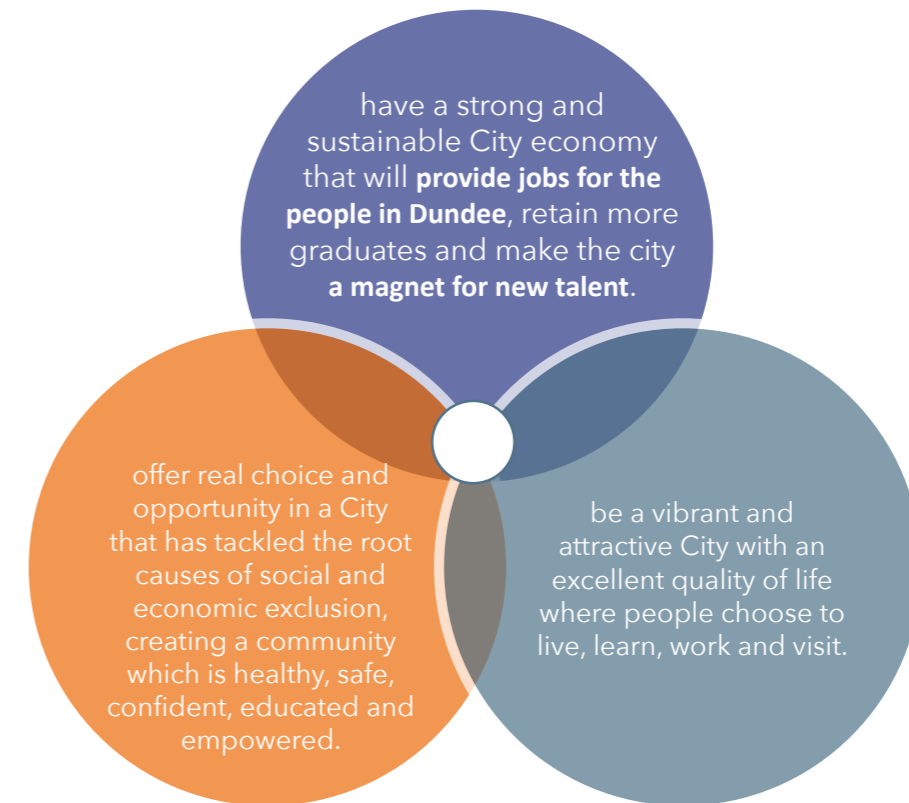 have a strong and
sustainable City economy
that will provide jobs for the
people in Dundee, retain more
graduates and make the city
a magnet for new talent.
offer real choice and
opportunity in a City
that has tackled the root
causes of social and
economic exclusion,
creating a community
which is healthy, safe,
confident, educated and
empowered.
be a vibrant and
attractive City with an
excellent quality of life
where people choose to
live, learn, work and visit.